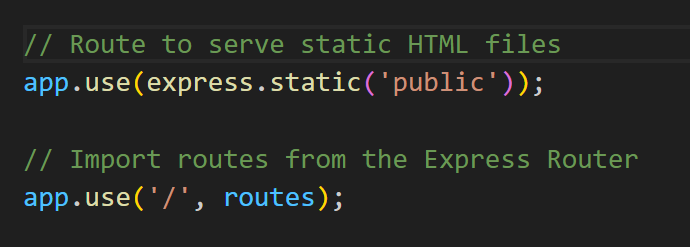 // Route to serve static HTML files
app.use(express.static('public'));
// Import routes from the Express Router
app.use('/', routes);